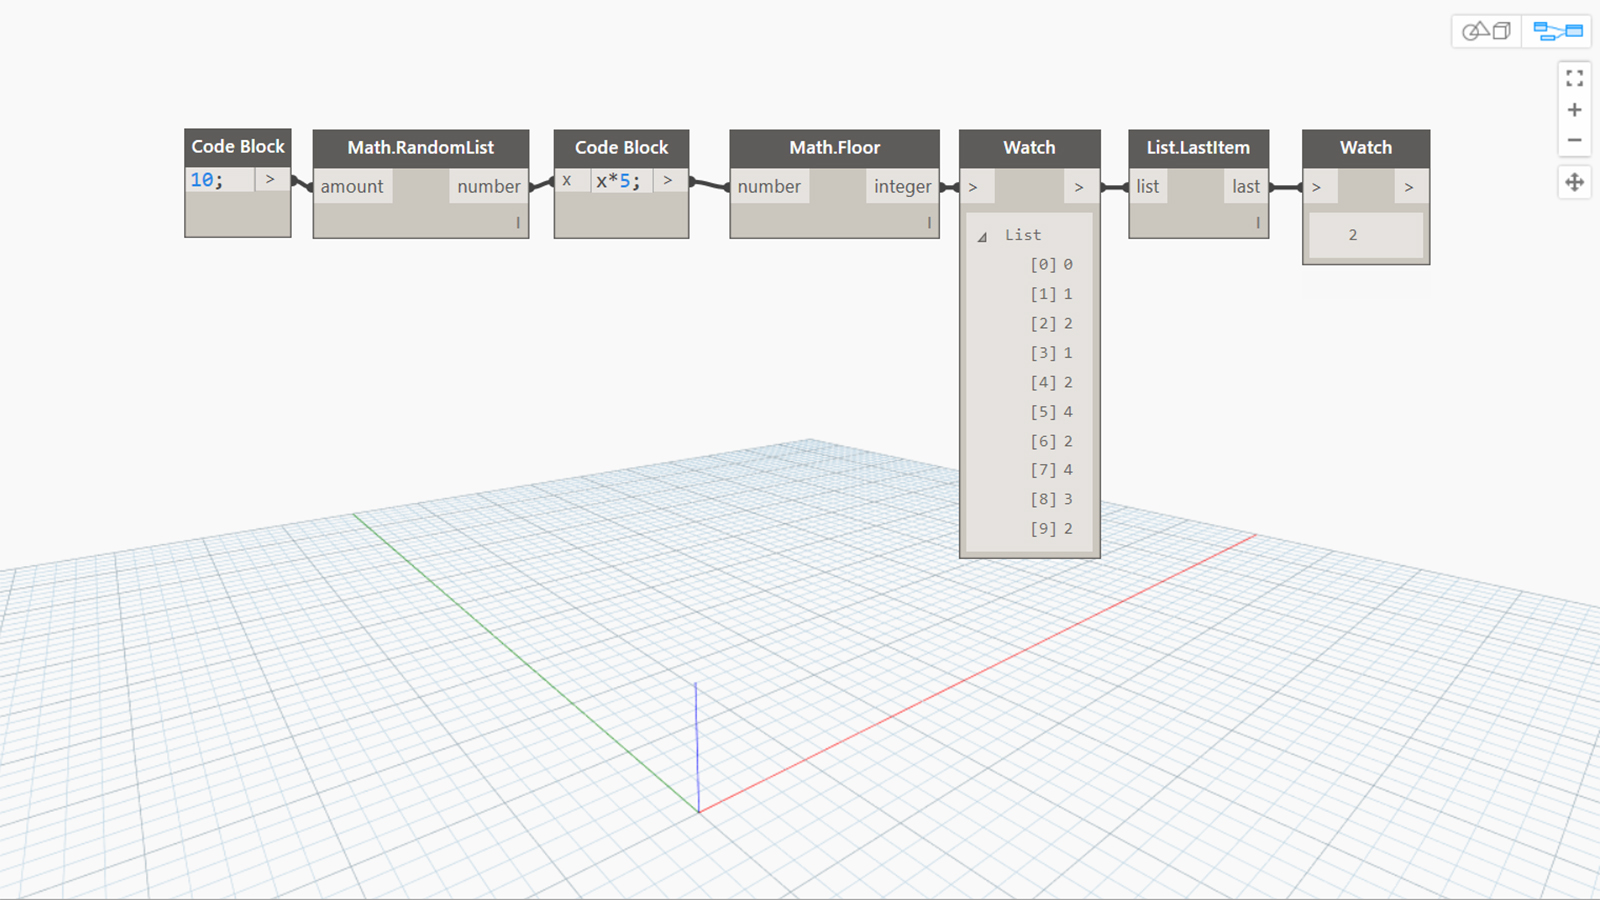 Code Block
10; >
Math.RandomList
amount number
l
Code Block
x x*5; >
Math.Floor
number integer
l
Watch
> >
List
[0] 0
[1] 1
[2] 2
[3] 1
[4] 2
[5] 4
[6] 2
[7] 4
[8] 3
[9] 2
List.LastItem
list last
l
Watch
> >
2